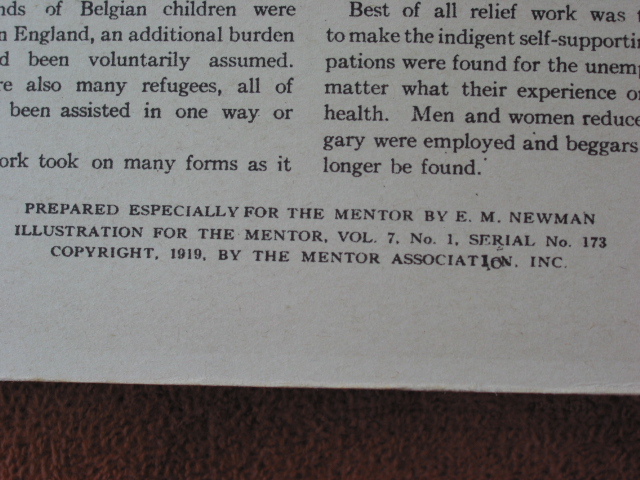 nds of Belgian children were
n England, an additional burden
d been voluntarily assumed.
re also many refugees, all of
been assisted in one way or
ork took on many forms as it
Best of all relief work was
to make the indigent self-supporti
pations were found for the unem
matter what their experience o
health. Men and women reduce
gary were employed and beggars
longer be found.
PREPARED ESPECIALLY FOR THE MENTOR BY E. M. NEWMAN
ILLUSTRATION FOR THE MENTOR, VOL. 7, No. 1, SERIAL No. 173
COPYRIGHT, 1919, BY THE MENTOR ASSOCIATION, INC.